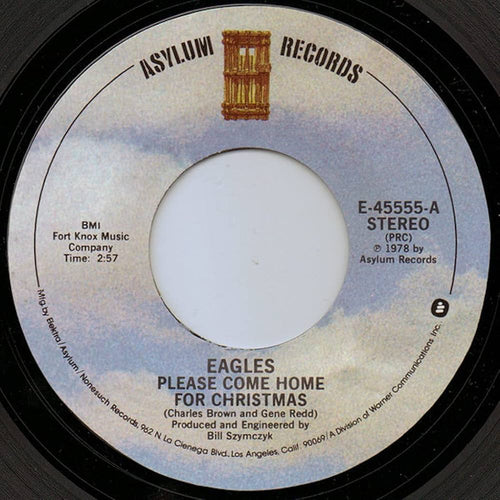 ASYLUM RECORDS
BMI
Fort Knox Music
Company
Time: 2:57
E-45555-A
STEREO
(PRC)
℗ 1978 by
Asylum Records
EAGLES
PLEASE COME HOME
FOR CHRISTMAS
(Charles Brown and Gene Redd)
Produced and Engineered by
Bill Szymczyk
Mfg. by Elektra/Asylum/Nonesuch Records, 962 N. La Cienega Blvd., Los Angeles, Calif. 90069/A Division of Warner Communications Inc.